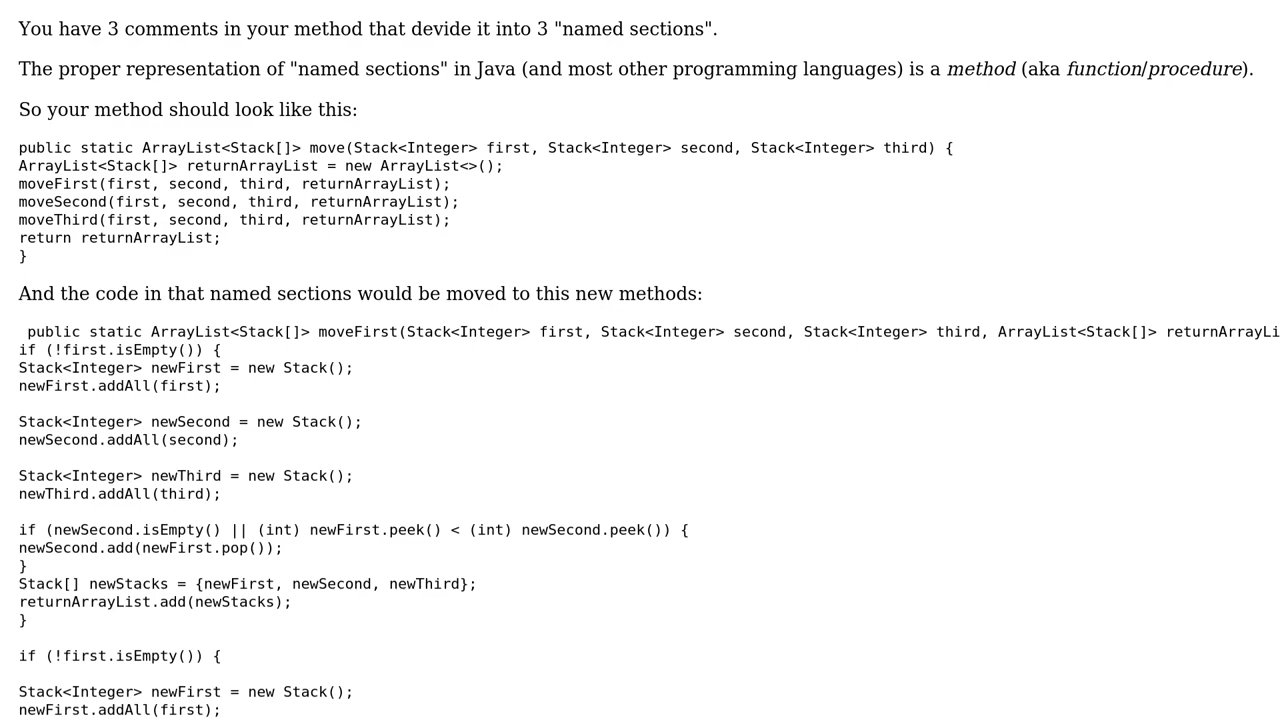 You have 3 comments in your method that devide it into 3 "named sections".
The proper representation of "named sections" in Java (and most other programming languages) is a method (aka function/procedure).
So your method should look like this:
public static ArrayList<Stack[]> move(Stack<Integer> first, Stack<Integer> second, Stack<Integer> third) {
ArrayList<Stack[]> returnArrayList = new ArrayList<>();
moveFirst(first, second, third, returnArrayList);
moveSecond(first, second, third, returnArrayList);
moveThird(first, second, third, returnArrayList);
return returnArrayList;
}
And the code in that named sections would be moved to this new methods:
public static ArrayList<Stack[]> moveFirst(Stack<Integer> first, Stack<Integer> second, Stack<Integer> third, ArrayList<Stack[]> returnArrayLi
if (!first.isEmpty()) {
Stack<Integer> newFirst = new Stack();
newFirst.addAll(first);
Stack<Integer> newSecond = new Stack();
newSecond.addAll(second);
Stack<Integer> newThird = new Stack();
newThird.addAll(third);
if (newSecond.isEmpty() || (int) newFirst.peek() < (int) newSecond.peek()) {
newSecond.add(newFirst.pop());
}
Stack[] newStacks = {newFirst, newSecond, newThird};
returnArrayList.add(newStacks);
}
if (!first.isEmpty()) {
Stack<Integer> newFirst = new Stack();
newFirst.addAll(first);